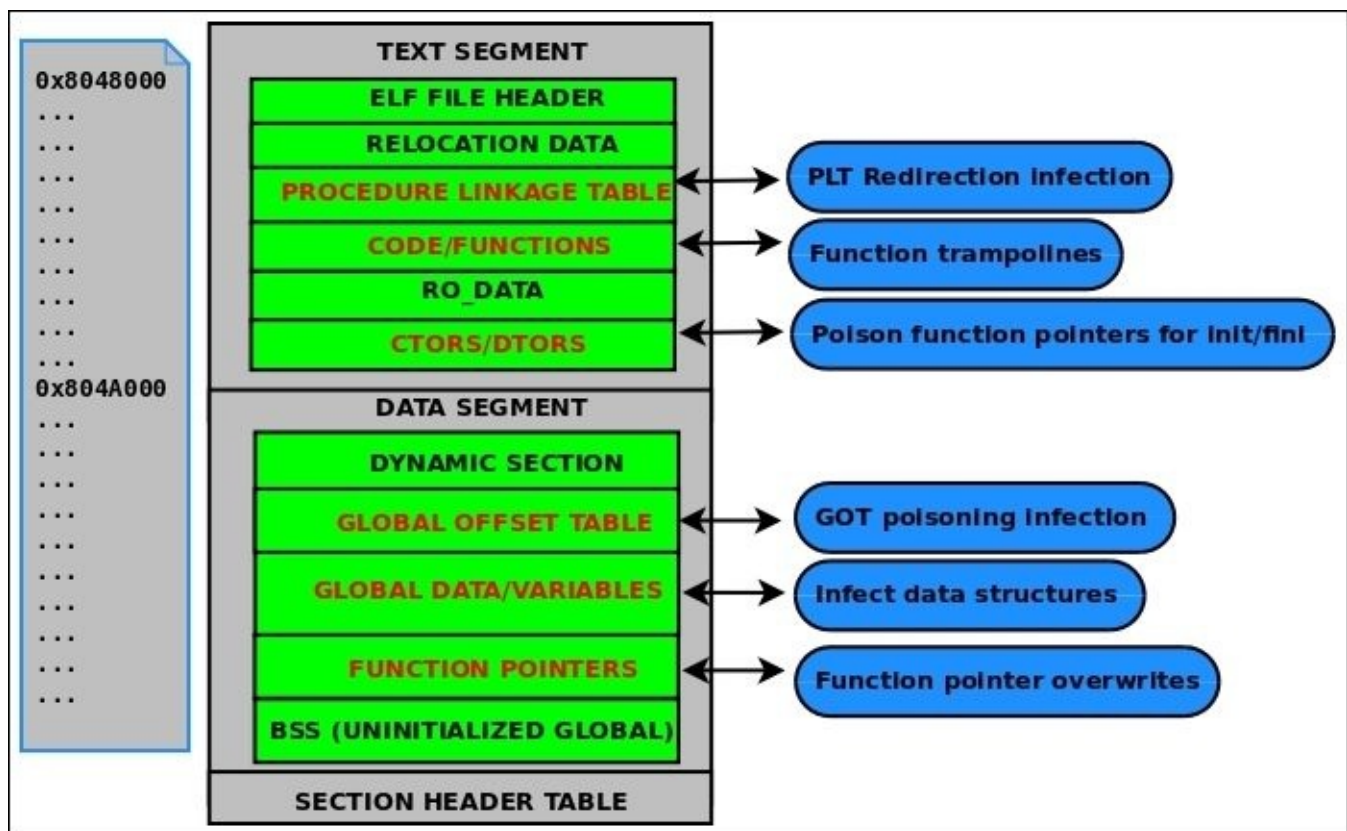 0x8048000
...
...
...
...
...
...
...
...
...
0x804A000
...
...
...
...
...
...
...
...
...
...
TEXT SEGMENT
ELF FILE HEADER
RELOCATION DATA
PROCEDURE LINKAGE TABLE
CODE/FUNCTIONS
RO_DATA
CTORS/DTORS
DATA SEGMENT
DYNAMIC SECTION
GLOBAL OFFSET TABLE
GLOBAL DATA/VARIABLES
FUNCTION POINTERS
BSS (UNINITIALIZED GLOBAL)
SECTION HEADER TABLE
PLT Redirection infection
Function trampolines
Poison function pointers for init/fini
GOT poisoning infection
Infect data structures
Function pointer overwrites